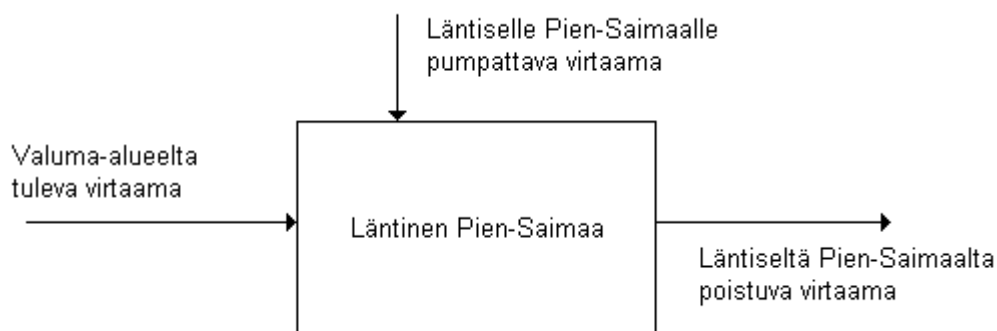 Läntiselle Pien-Saimaalle
pumpattava virtaama
Valuma-alueelta
tuleva virtaama
Läntinen Pien-Saimaa
Läntiseltä Pien-Saimaalta
poistuva virtaama